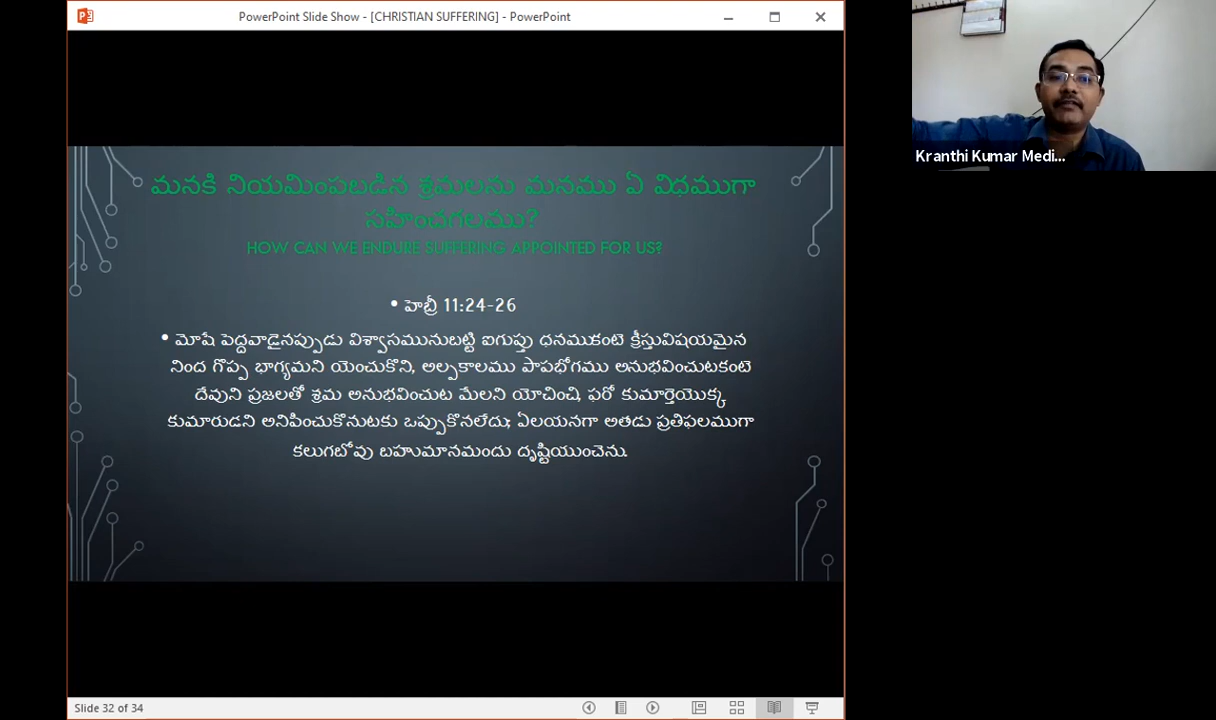 PowerPoint Slide Show - [CHRISTIAN SUFFERING] - PowerPoint
Kranthi Kumar Medi...
మనకి నియమింపబడిన శ్రమలను మనము ఏ విధముగా
సహించగలము?
HOW CAN WE ENDURE SUFFERING APPOINTED FOR US?
• హెబ్రీ 11:24-26
• మోషే పెద్దవాడైనప్పుడు విశ్వాసమునుబట్టి ఐగుప్తు ధనముకంటె క్రీస్తువిషయమైన
నింద గొప్ప భాగ్యమని యెంచుకొని, అల్పకాలము పాపభోగము అనుభవించుటకంటె
దేవుని ప్రజలతో శ్రమ అనుభవించుట మేలని యోచించి, ఫరో కుమార్తెయొక్క
కుమారుడని అనిపించుకొనుటకు ఒప్పుకొనలేదు; ఏలయనగా అతడు ప్రతిఫలముగా
కలుగబోవు బహుమానమందు దృష్టియుంచెను.
Slide 32 of 34